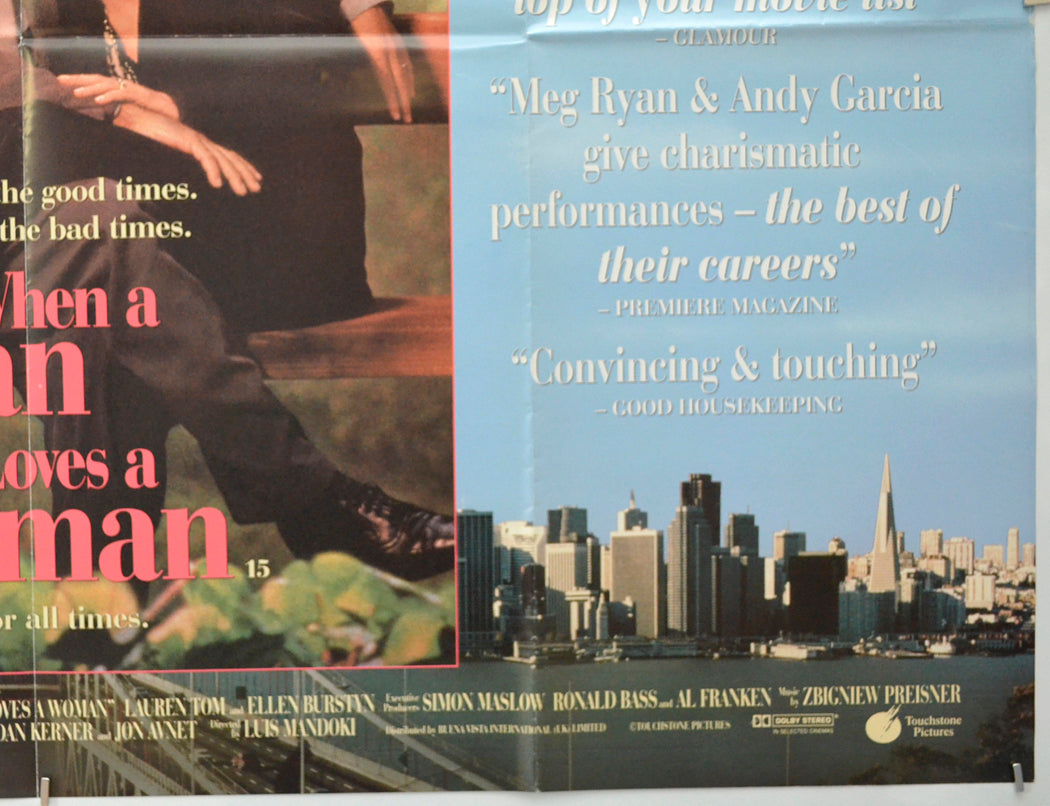 top of your movie list
– GLAMOUR
“Meg Ryan & Andy Garcia
give charismatic
performances – the best of
their careers”
– PREMIERE MAGAZINE
“Convincing & touching”
– GOOD HOUSEKEEPING
he good times.
the bad times.
When a
an
Loves a
man 15
or all times.
OVES A WOMAN" LAUREN TOM and ELLEN BURSTYN Executive Producers SIMON MASLOW RONALD BASS and AL FRANKEN Music by ZBIGNIEW PREISNER
DAN KERNER and JON AVNET Directed by LUIS MANDOKI Distributed by BUENA VISTA INTERNATIONAL (UK) LIMITED ©TOUCHSTONE PICTURES DOLBY STEREO IN SELECTED CINEMAS Touchstone Pictures